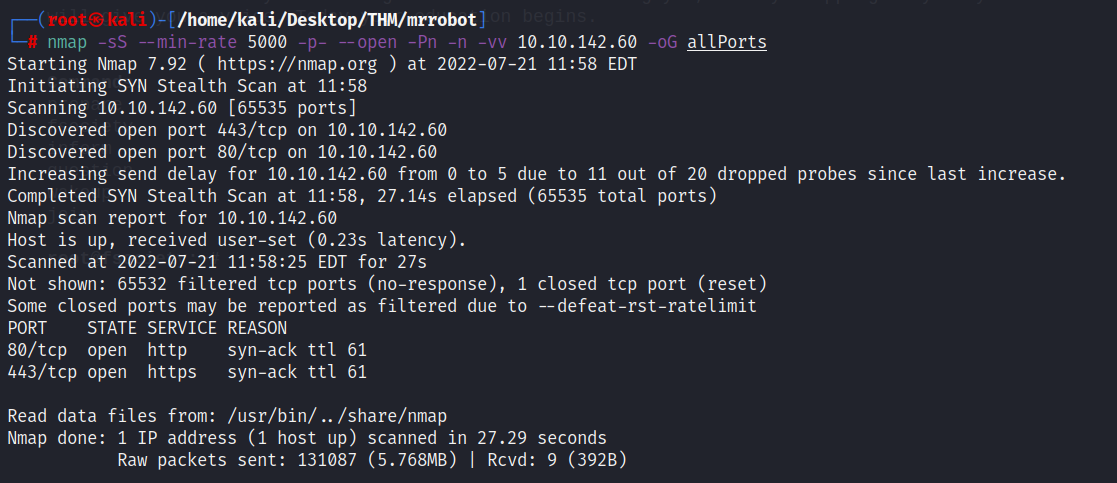 will
begins.
┌──(root㉿kali)-[/home/kali/Desktop/THM/mrrobot]
└─# nmap -sS --min-rate 5000 -p- --open -Pn -n -vv 10.10.142.60 -oG allPorts
Starting Nmap 7.92 ( https://nmap.org ) at 2022-07-21 11:58 EDT
Initiating SYN Stealth Scan at 11:58
Scanning 10.10.142.60 [65535 ports]
Discovered open port 443/tcp on 10.10.142.60
Discovered open port 80/tcp on 10.10.142.60
Increasing send delay for 10.10.142.60 from 0 to 5 due to 11 out of 20 dropped probes since last increase.
Completed SYN Stealth Scan at 11:58, 27.14s elapsed (65535 total ports)
Nmap scan report for 10.10.142.60
Host is up, received user-set (0.23s latency).
Scanned at 2022-07-21 11:58:25 EDT for 27s
Not shown: 65532 filtered tcp ports (no-response), 1 closed tcp port (reset)
Some closed ports may be reported as filtered due to --defeat-rst-ratelimit
PORT    STATE SERVICE REASON
80/tcp  open  http    syn-ack ttl 61
443/tcp open  https   syn-ack ttl 61
Read data files from: /usr/bin/../share/nmap
Nmap done: 1 IP address (1 host up) scanned in 27.29 seconds
Raw packets sent: 131087 (5.768MB) | Rcvd: 9 (392B)